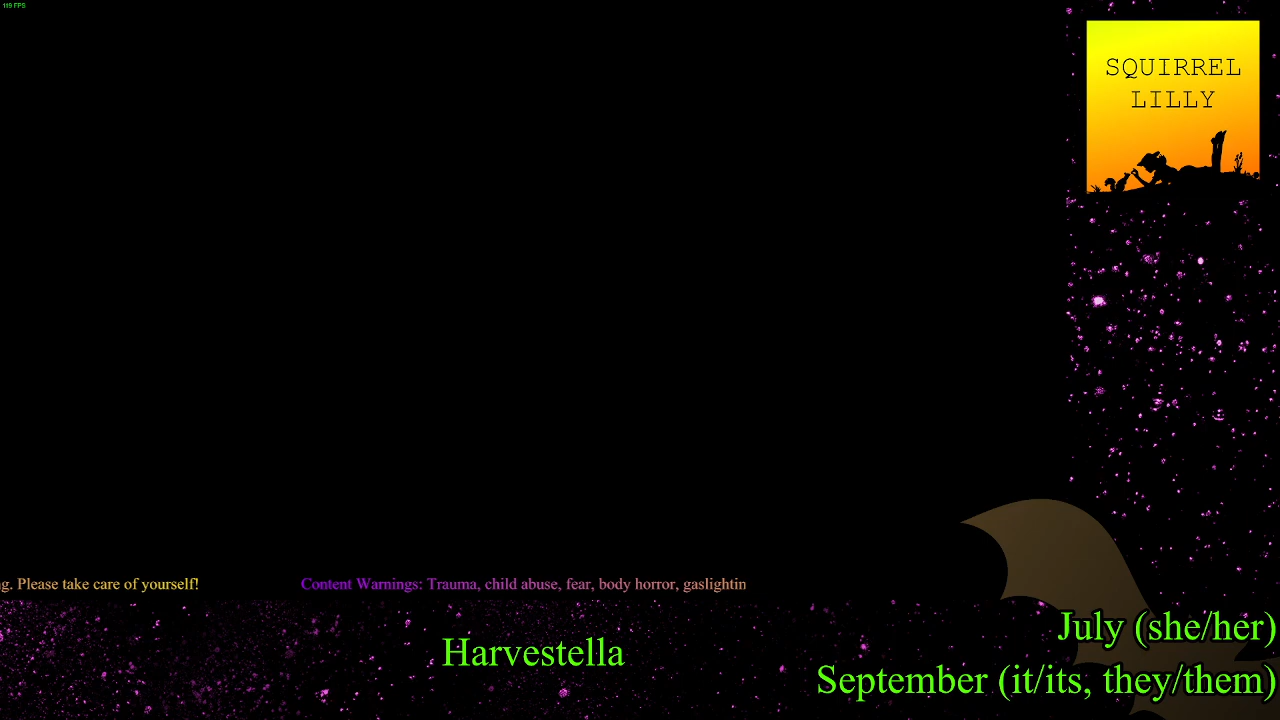 119 FPS
SQUIRREL
LILLY
g. Please take care of yourself! Content Warnings: Trauma, child abuse, fear, body horror, gaslightin
Harvestella
July (she/her)
September (it/its, they/them)